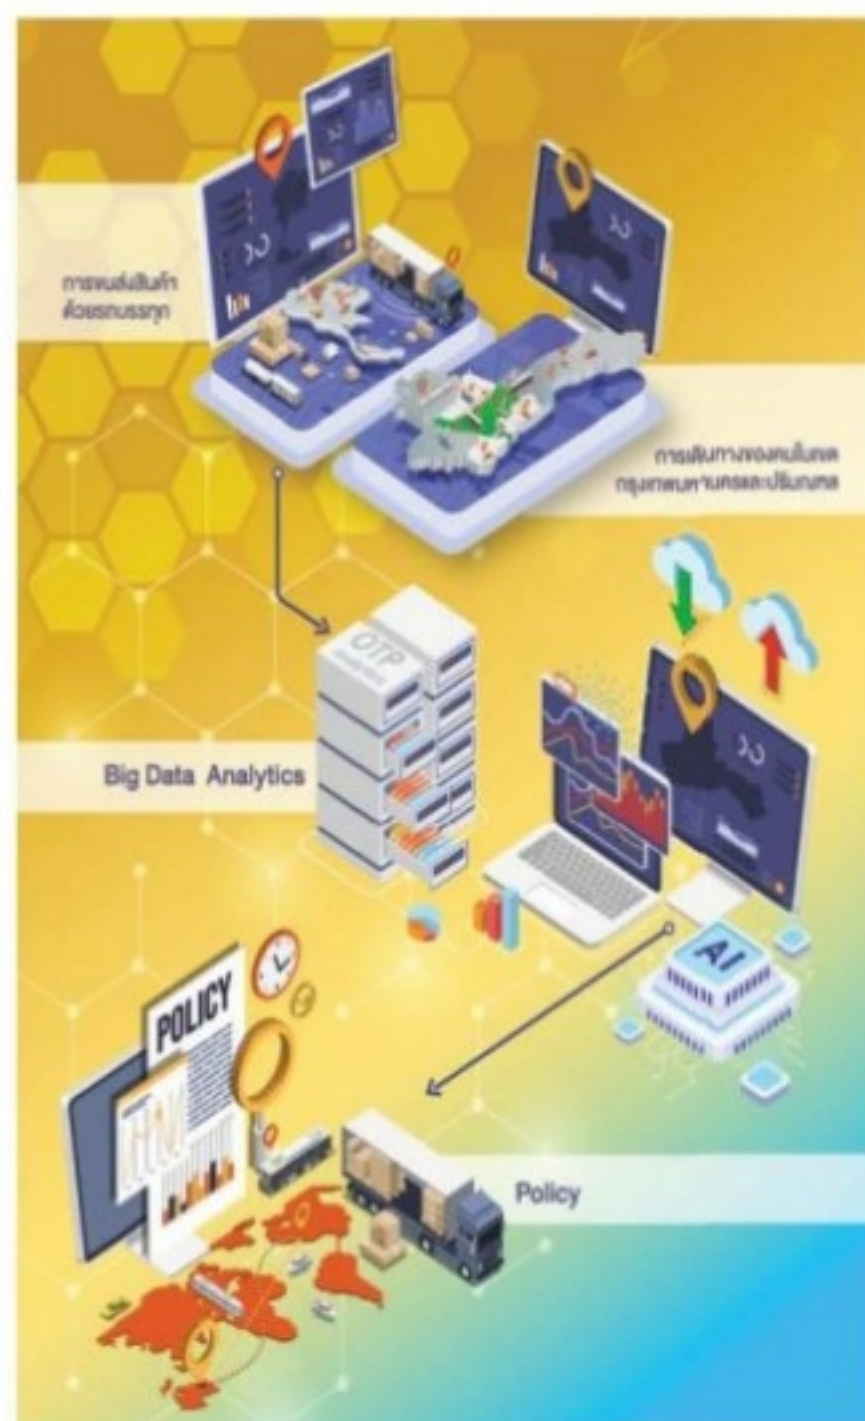 การขนส่งสินค้า
ด้วยรถบรรทุก
การเดินทางของคนในเขต
กรุงเทพมหานครและปริมณฑล
OTP
Big Data Analytics
AI
POLICY
Policy